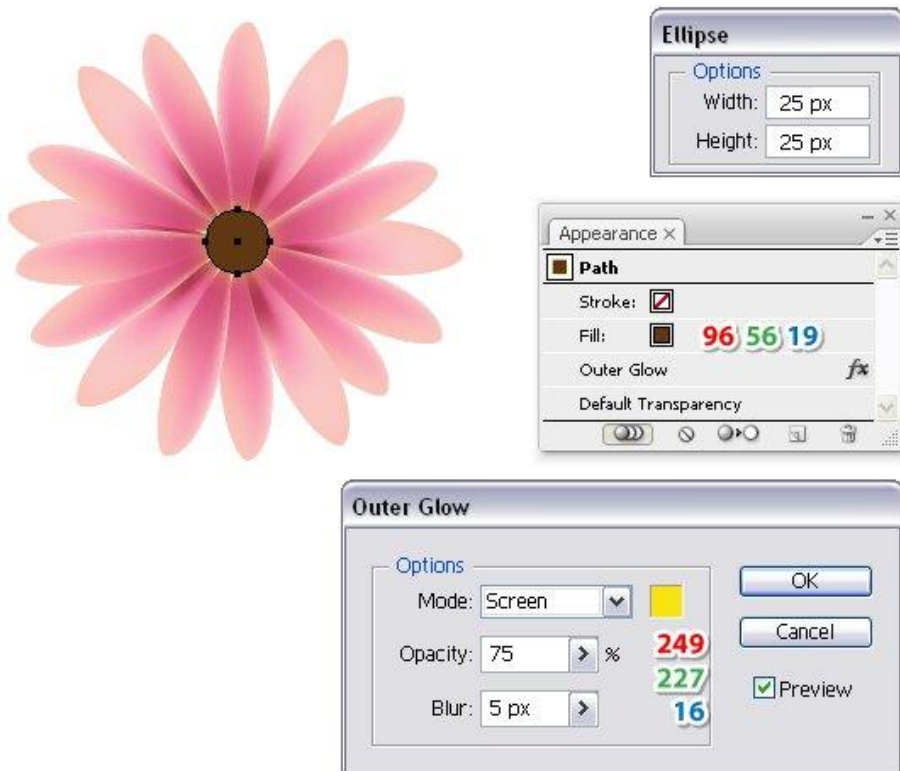 Ellipse
Options
Width: 25 px
Height: 25 px
Appearance
Path
Stroke:
Fill: 96 56 19
Outer Glow fx
Default Transparency
Outer Glow
Options
Mode: Screen
Opacity: 75 %
Blur: 5 px
249
227
16
OK
Cancel
Preview